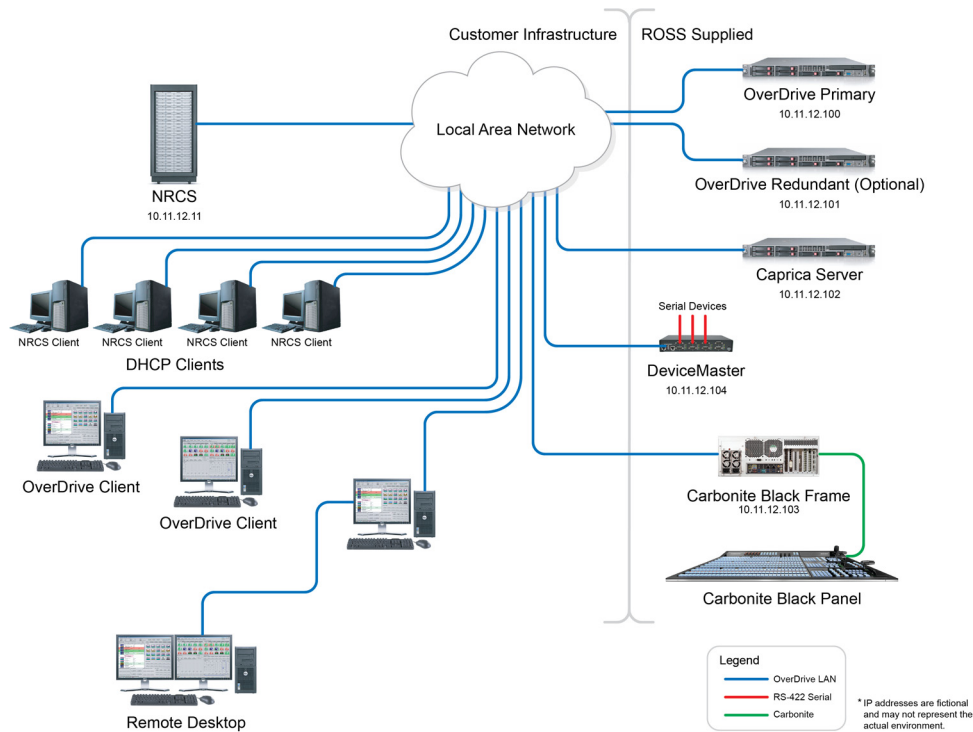 Customer Infrastructure
ROSS Supplied
Local Area Network
OverDrive Primary
10.11.12.100
NRCS
10.11.12.11
OverDrive Redundant (Optional)
10.11.12.101
Caprica Server
10.11.12.102
NRCS Client
NRCS Client
NRCS Client
NRCS Client
DHCP Clients
Serial Devices
DeviceMaster
10.11.12.104
OverDrive Client
OverDrive Client
Carbonite Black Frame
10.11.12.103
Carbonite Black Panel
Remote Desktop
Legend
OverDrive LAN
RS-422 Serial
Carbonite
* IP addresses are fictional
and may not represent the
actual environment.